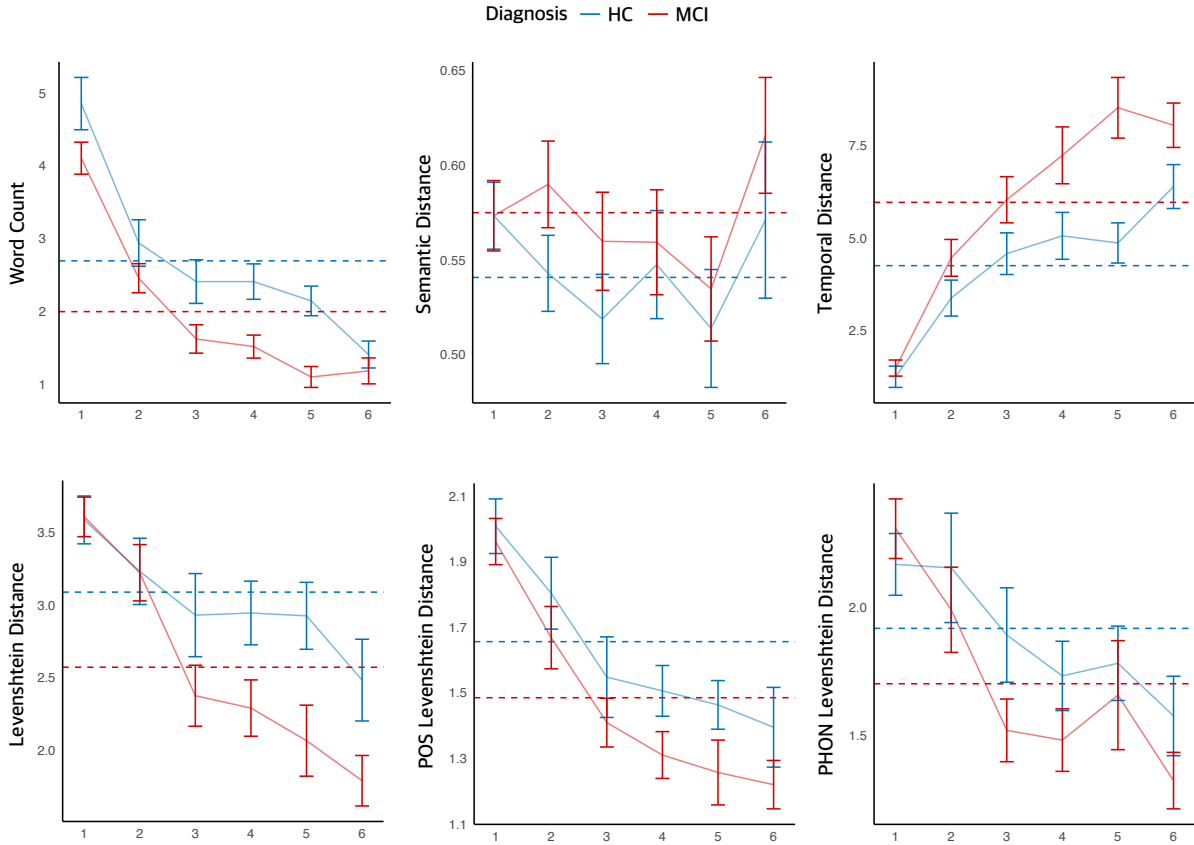 Diagnosis HC MCI
Word Count
5
4
3
2
1
1 2 3 4 5 6
Semantic Distance
0.65
0.60
0.55
0.50
1 2 3 4 5 6
Temporal Distance
7.5
5.0
2.5
1 2 3 4 5 6
Levenshtein Distance
3.5
3.0
2.5
2.0
1 2 3 4 5 6
POS Levenshtein Distance
2.1
1.9
1.7
1.5
1.3
1.1
1 2 3 4 5 6
PHON Levenshtein Distance
2.0
1.5
1 2 3 4 5 6